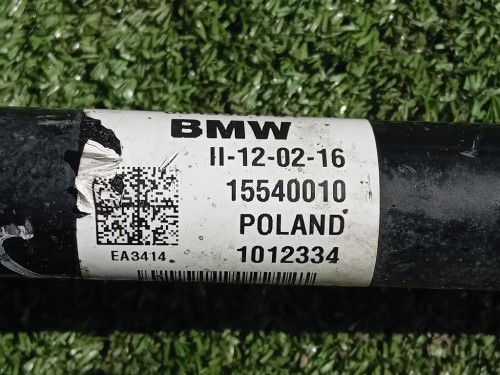 BMW
II-12-02-16
15540010
POLAND
EA3414
1012334